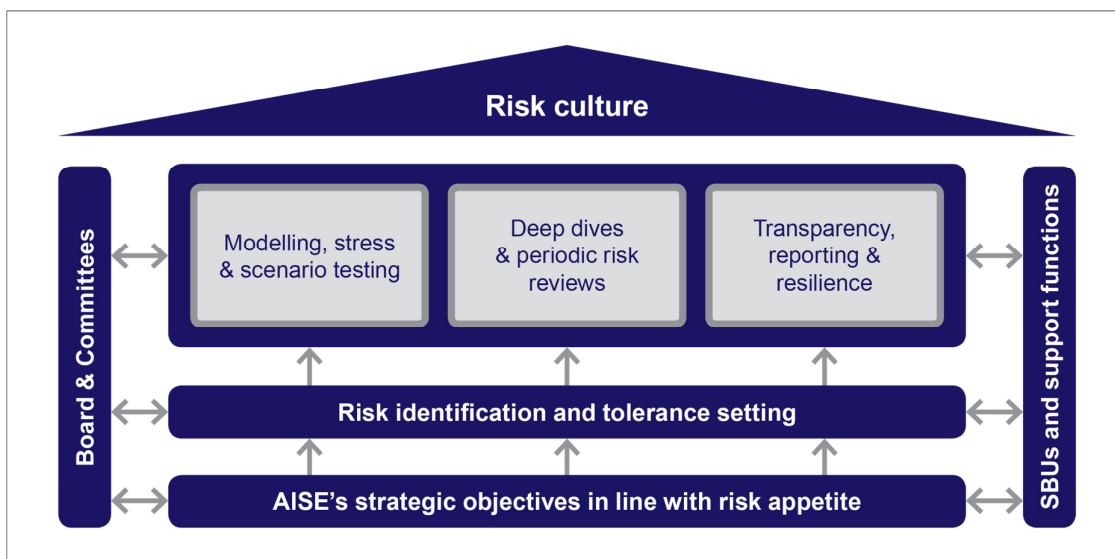 Risk culture
Board & Committees
Modelling, stress
& scenario testing
Deep dives
& periodic risk
reviews
Transparency,
reporting &
resilience
SBUs and support functions
Risk identification and tolerance setting
AISE’s strategic objectives in line with risk appetite